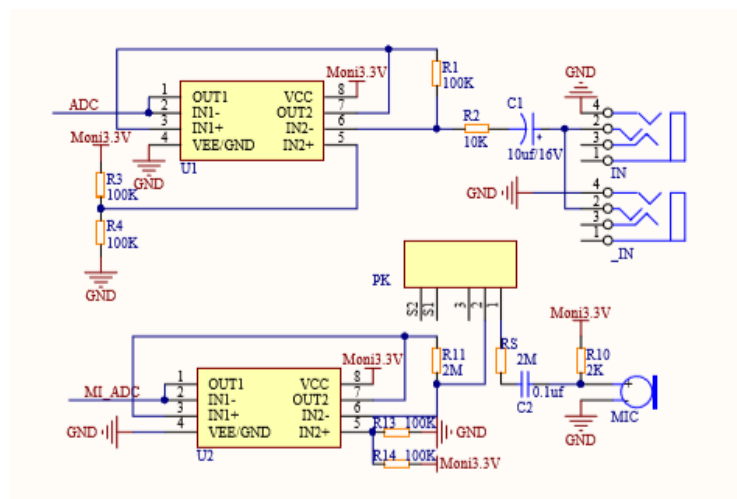 Moni3.3V
R1
100K
GND
1
OUT1
VCC
8
ADC
2
IN1-
OUT2
7
3
IN1+
IN2-
6
4
VEE/GND
IN2+
5
U1
GND
R2
10K
C1
+
10uf/16V
4
2
3
1
IN
Moni3.3V
R3
100K
R4
100K
GND
GND
4
2
3
1
_IN
PK
S2
S1
3
2
1
Moni3.3V
R11
2M
RS
2M
C2
0.1uf
Moni3.3V
R10
2K
+
MIC
GND
MI_ADC
1
OUT1
VCC
8
2
IN1-
OUT2
7
3
IN1+
IN2-
6
GND
4
VEE/GND
IN2+
5
U2
R13 100K
GND
R14 100K
Moni3.3V